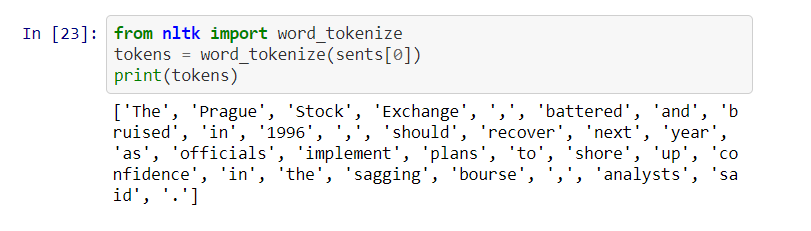 In [23]: from nltk import word_tokenize
tokens = word_tokenize(sents[0])
print(tokens)
['The', 'Prague', 'Stock', 'Exchange', ',', 'battered', 'and', 'b
ruised', 'in', '1996', ',', 'should', 'recover', 'next', 'year',
'as', 'officials', 'implement', 'plans', 'to', 'shore', 'up', 'co
nfidence', 'in', 'the', 'sagging', 'bourse', ',', 'analysts', 'sa
id', '.']